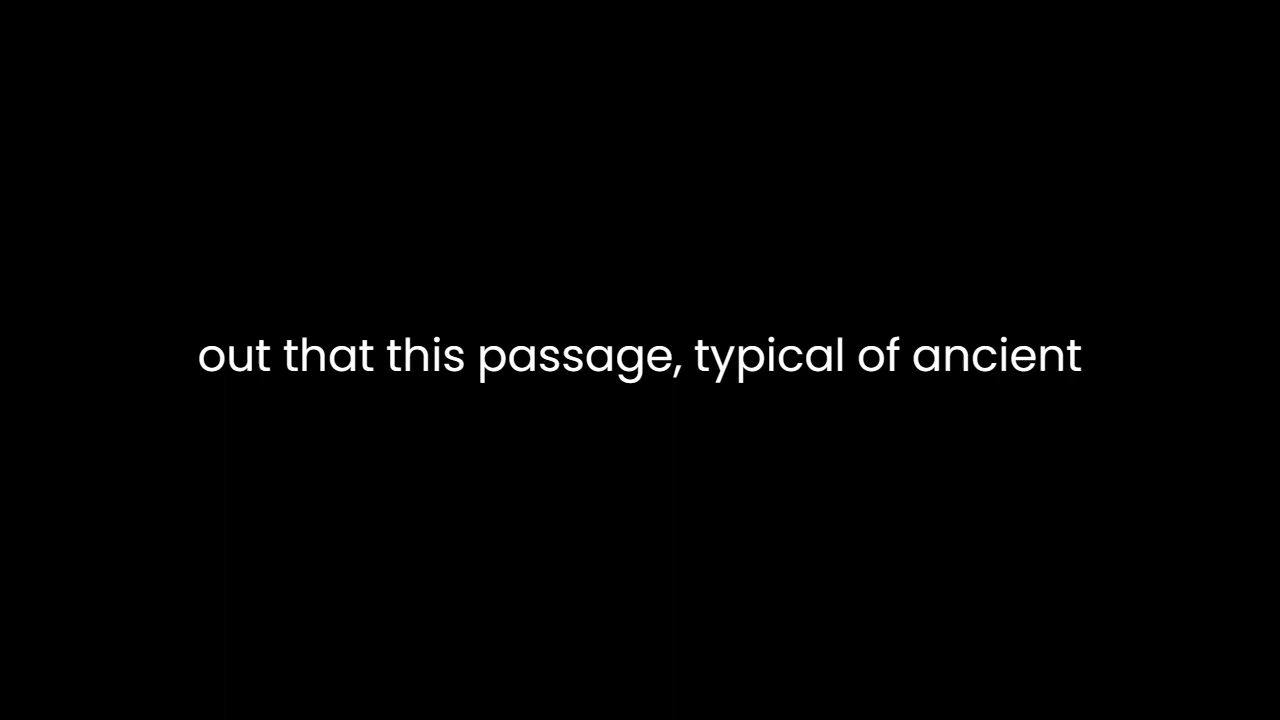 out that this passage, typical of ancient